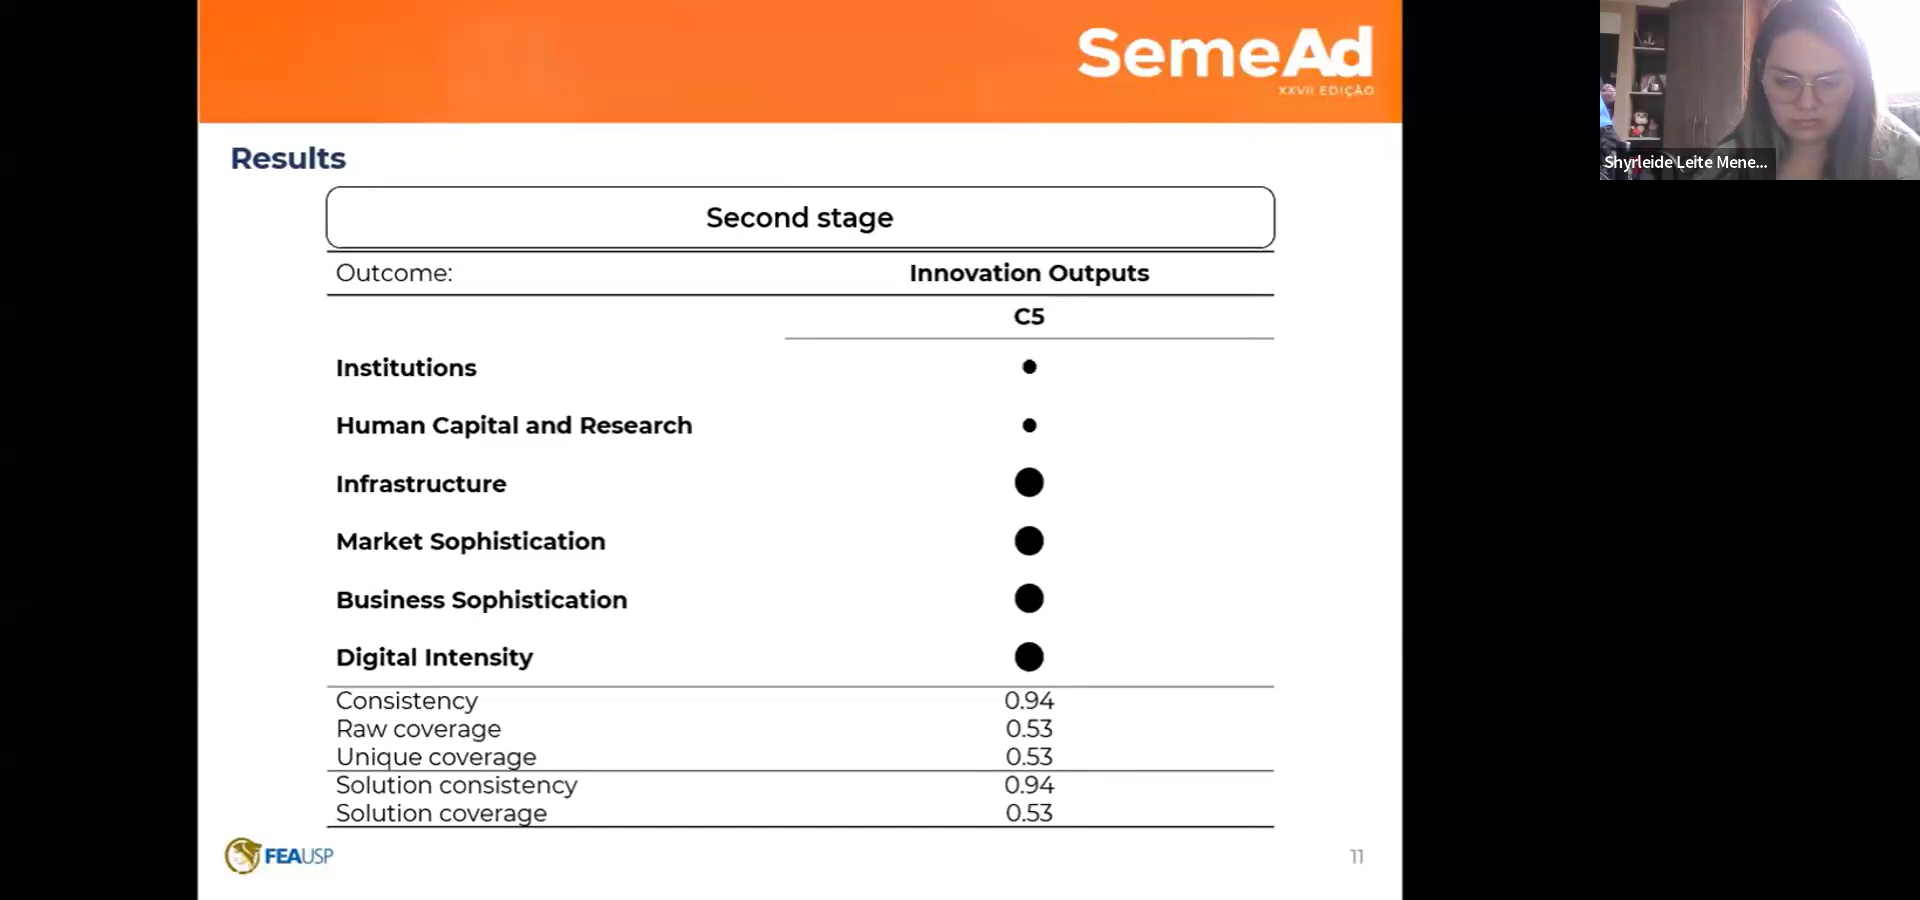 SemeAd
XXVII EDIÇÃO
Shyrleide Leite Mene...
Results
Second stage
Outcome: Innovation Outputs
C5
Institutions
Human Capital and Research
Infrastructure
Market Sophistication
Business Sophistication
Digital Intensity
Consistency 0.94
Raw coverage 0.53
Unique coverage 0.53
Solution consistency 0.94
Solution coverage 0.53
FEAUSP
11